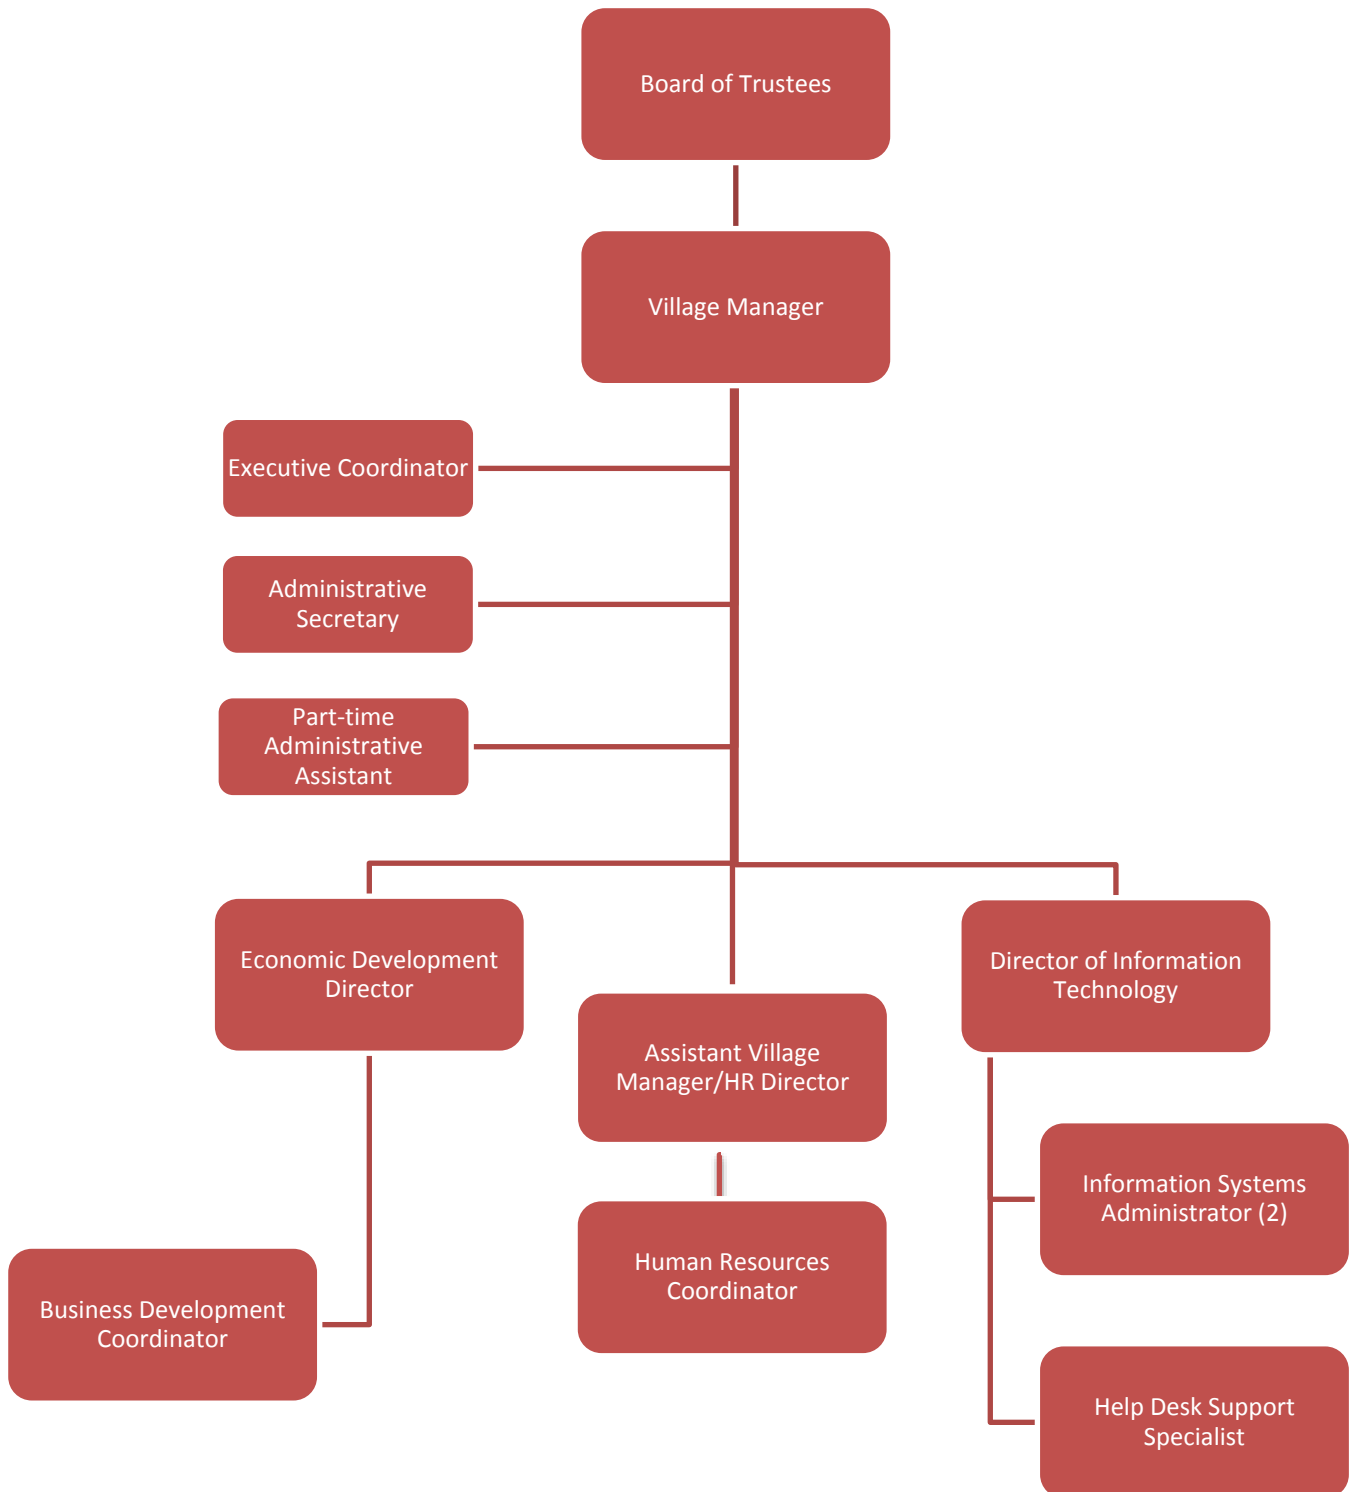 Board of Trustees
Village Manager
Executive Coordinator
Administrative
Secretary
Part-time
Administrative
Assistant
Economic Development
Director
Director of Information
Technology
Assistant Village
Manager/HR Director
Information Systems
Administrator (2)
Human Resources
Coordinator
Business Development
Coordinator
Help Desk Support
Specialist